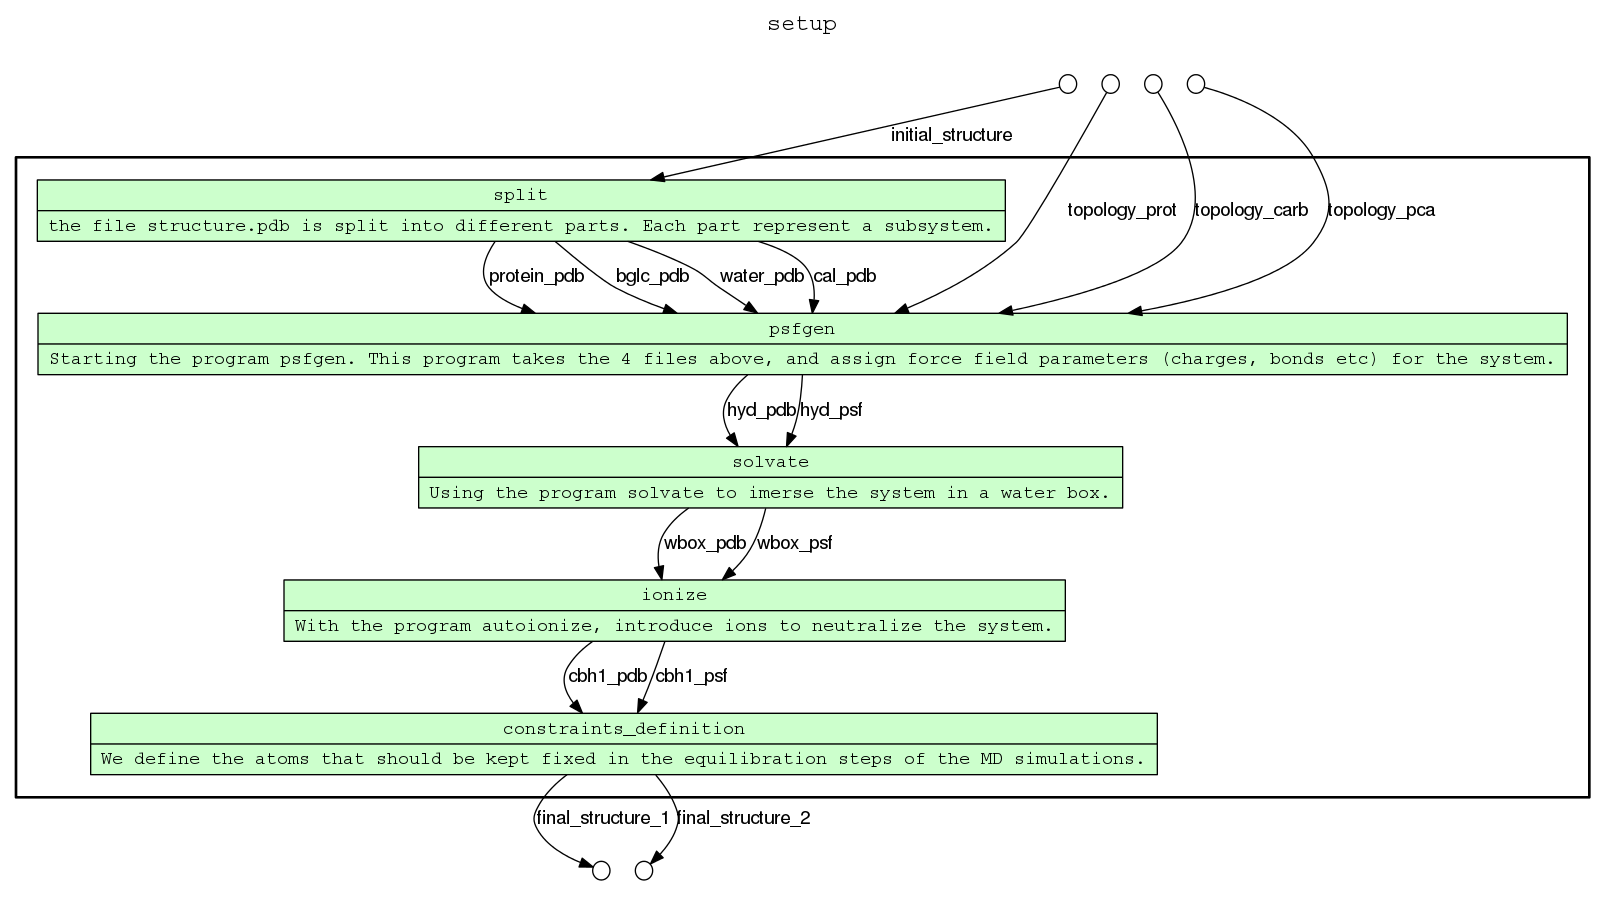 setup
initial_structure
split
the file structure.pdb is split into different parts. Each part represent a subsystem.
topology_prot topology_carb topology_pca
protein_pdb bglc_pdb water_pdb cal_pdb
psfgen
Starting the program psfgen. This program takes the 4 files above, and assign force field parameters (charges, bonds etc) for the system.
hyd_pdb hyd_psf
solvate
Using the program solvate to imerse the system in a water box.
wbox_pdb wbox_psf
ionize
With the program autoionize, introduce ions to neutralize the system.
cbh1_pdb cbh1_psf
constraints_definition
We define the atoms that should be kept fixed in the equilibration steps of the MD simulations.
final_structure_1 final_structure_2